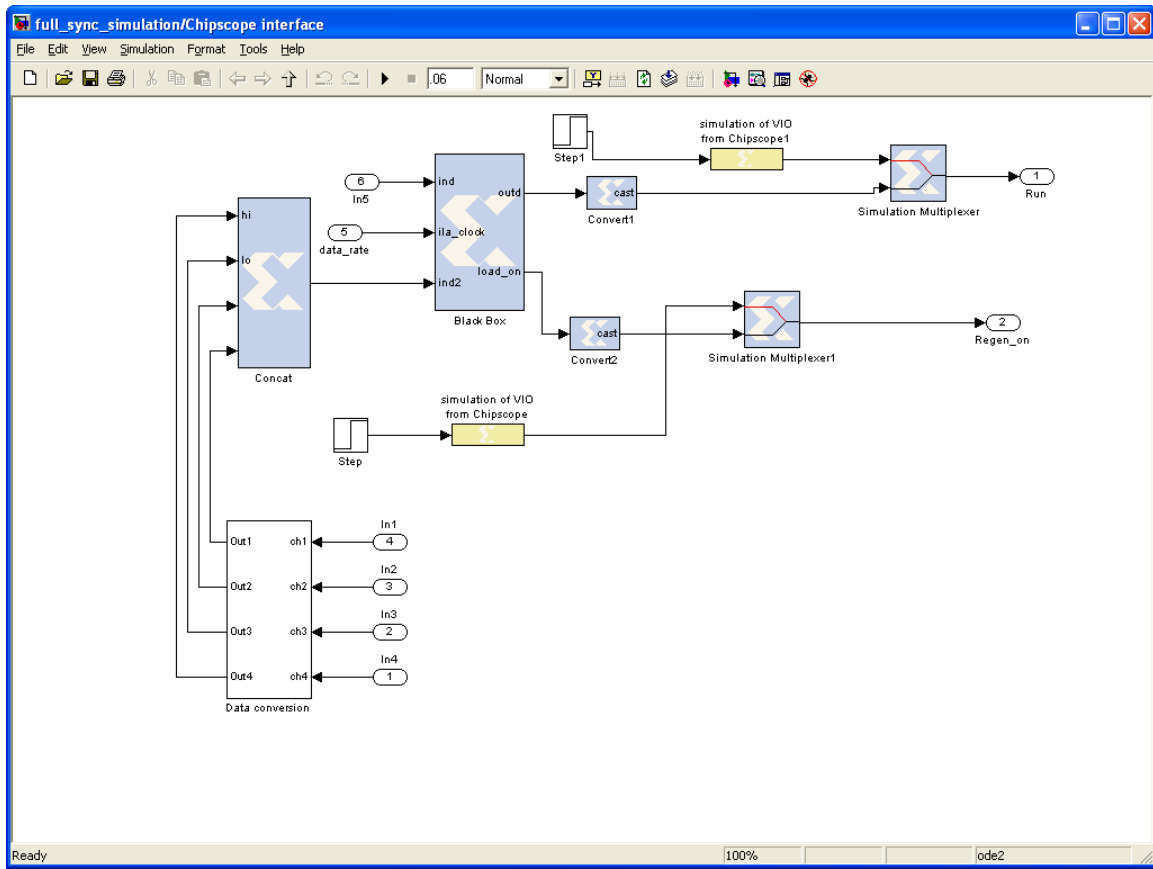 full_sync_simulation/Chipscope interface
File Edit View Simulation Format Tools Help
.06 Normal
simulation of VIO
from Chipscope1
Step1
6
In5
5
data_rate
hi
lo
Concat
ind
ila_clock
ind2
outd
load_on
Black Box
cast
Convert1
Simulation Multiplexer
1
Run
cast
Convert2
Simulation Multiplexer1
2
Regen_on
simulation of VIO
from Chipscope
Step
In1
Out1 ch1 4
In2
Out2 ch2 3
In3
Out3 ch3 2
In4
Out4 ch4 1
Data conversion
Ready 100% ode2